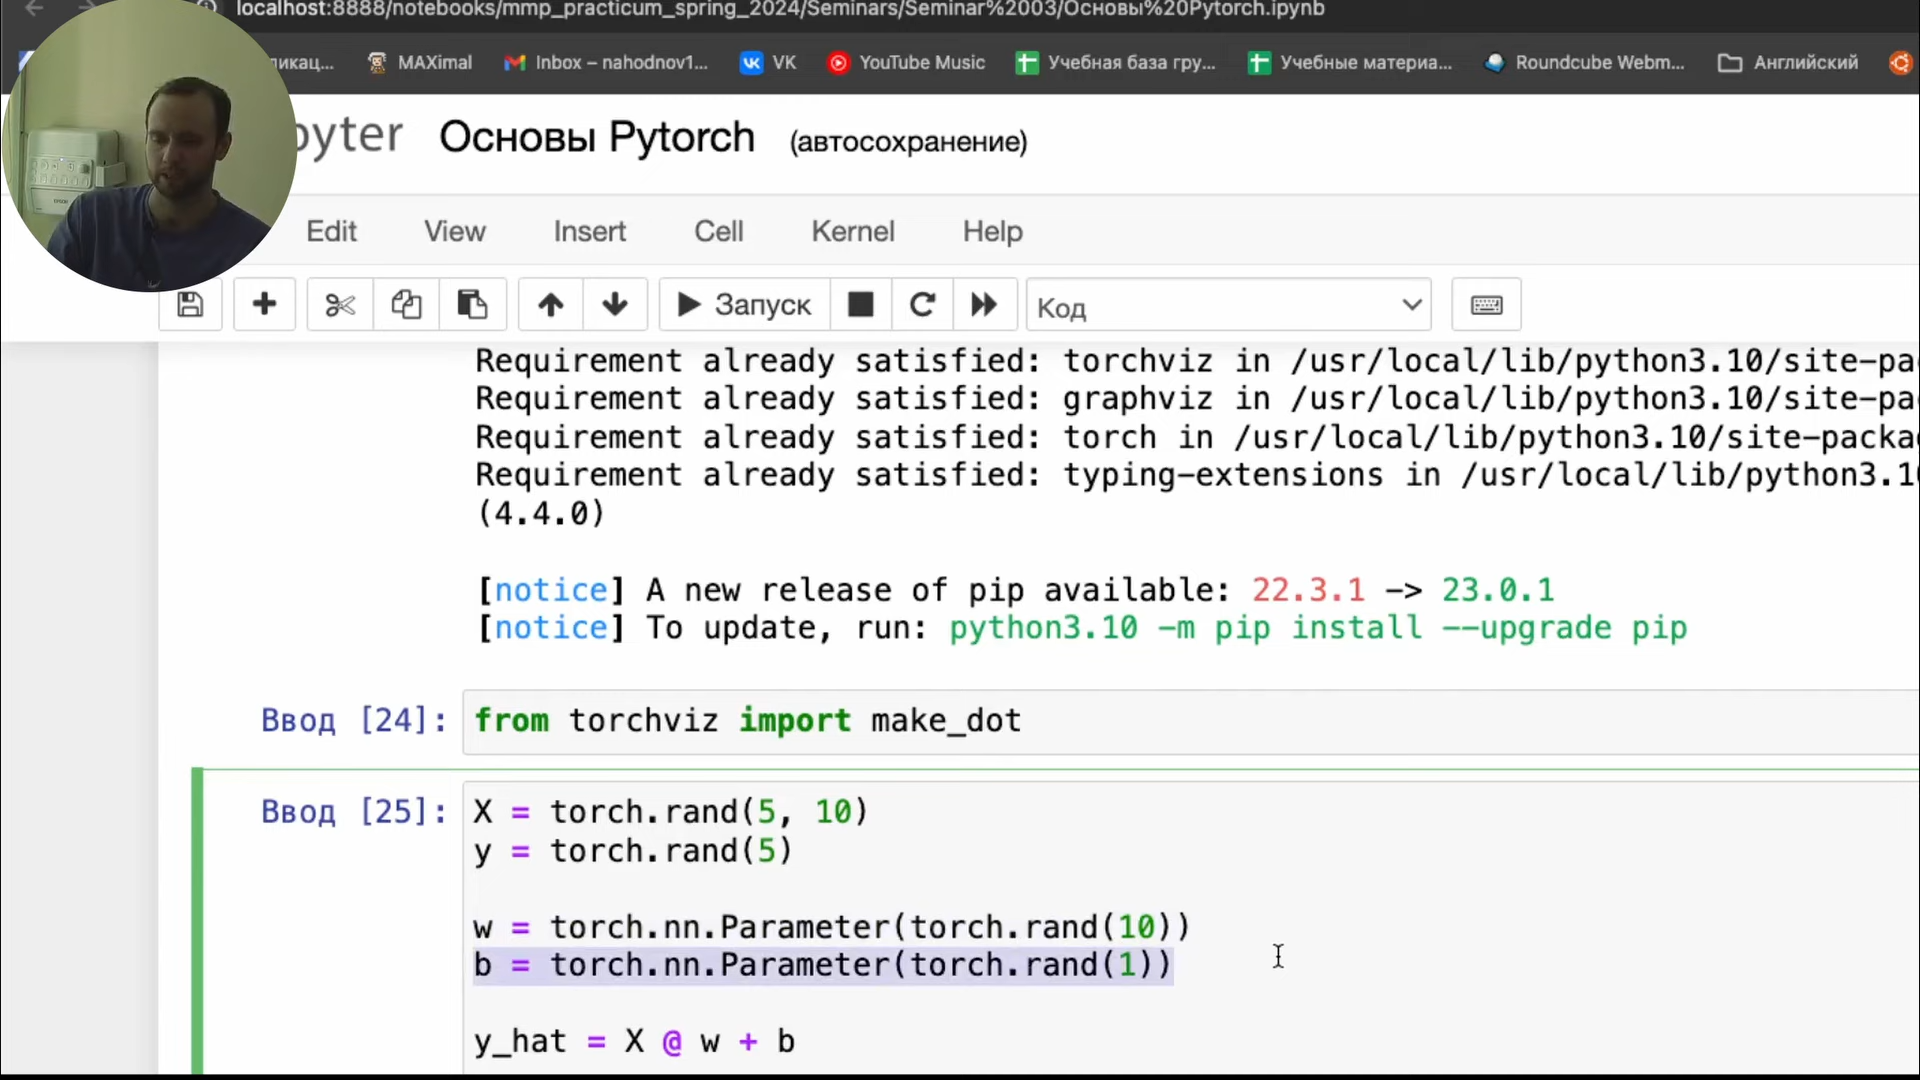 localhost:8888/notebooks/mmp_practicum_spring_2024/Seminars/Seminar%2003/Основы%20Pytorch.ipynb
ликац... MAXimal Inbox – nahodnov1... VK YouTube Music Учебная база гру... Учебные материа... Roundcube Webm... Английский
pyter Основы Pytorch (автосохранение)
Edit View Insert Cell Kernel Help
Запуск Код
Requirement already satisfied: torchviz in /usr/local/lib/python3.10/site-pa
Requirement already satisfied: graphviz in /usr/local/lib/python3.10/site-pa
Requirement already satisfied: torch in /usr/local/lib/python3.10/site-packa
Requirement already satisfied: typing-extensions in /usr/local/lib/python3.1
(4.4.0)
[notice] A new release of pip available: 22.3.1 -> 23.0.1
[notice] To update, run: python3.10 -m pip install --upgrade pip
Ввод [24]: from torchviz import make_dot
Ввод [25]: X = torch.rand(5, 10)
y = torch.rand(5)
w = torch.nn.Parameter(torch.rand(10))
b = torch.nn.Parameter(torch.rand(1))
y_hat = X @ w + b